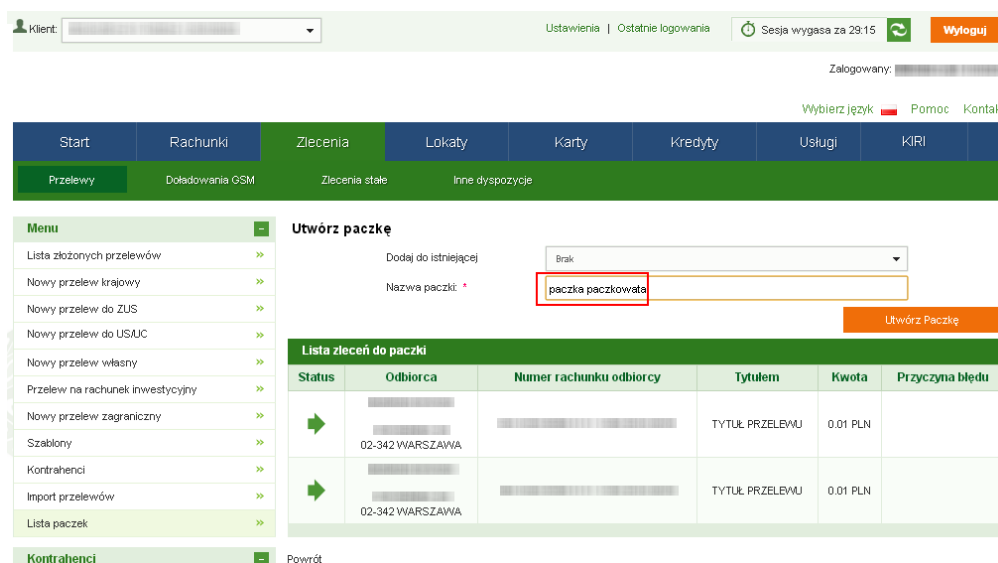 Klient:
Ustawienia | Ostatnie logowania
Sesja wygasa za 29:15
Wyloguj
Zalogowany:
Wybierz język Pomoc
Start Rachunki Zlecenia Lokaty Karty Kredyty Usługi KIRI
Przelewy Doładowania GSM Zlecenia stałe Inne dyspozycje
Menu
Lista złożonych przelewów
Nowy przelew krajowy
Nowy przelew do ZUS
Nowy przelew do US/UC
Nowy przelew własny
Przelew na rachunek inwestycyjny
Nowy przelew zagraniczny
Szablony
Kontrahenci
Import przelewów
Lista paczek
Kontrahenci
Utwórz paczkę
Dodaj do istniejącej Brak
Nazwa paczki: * paczka paczkowata
Utwórz Paczkę
Lista zleceń do paczki
Status Odbiorca Numer rachunku odbiorcy Tytułem Kwota Przyczyna błędu
02-342 WARSZAWA TYTUŁ PRZELEWU 0.01 PLN
02-342 WARSZAWA TYTUŁ PRZELEWU 0.01 PLN
Powrót